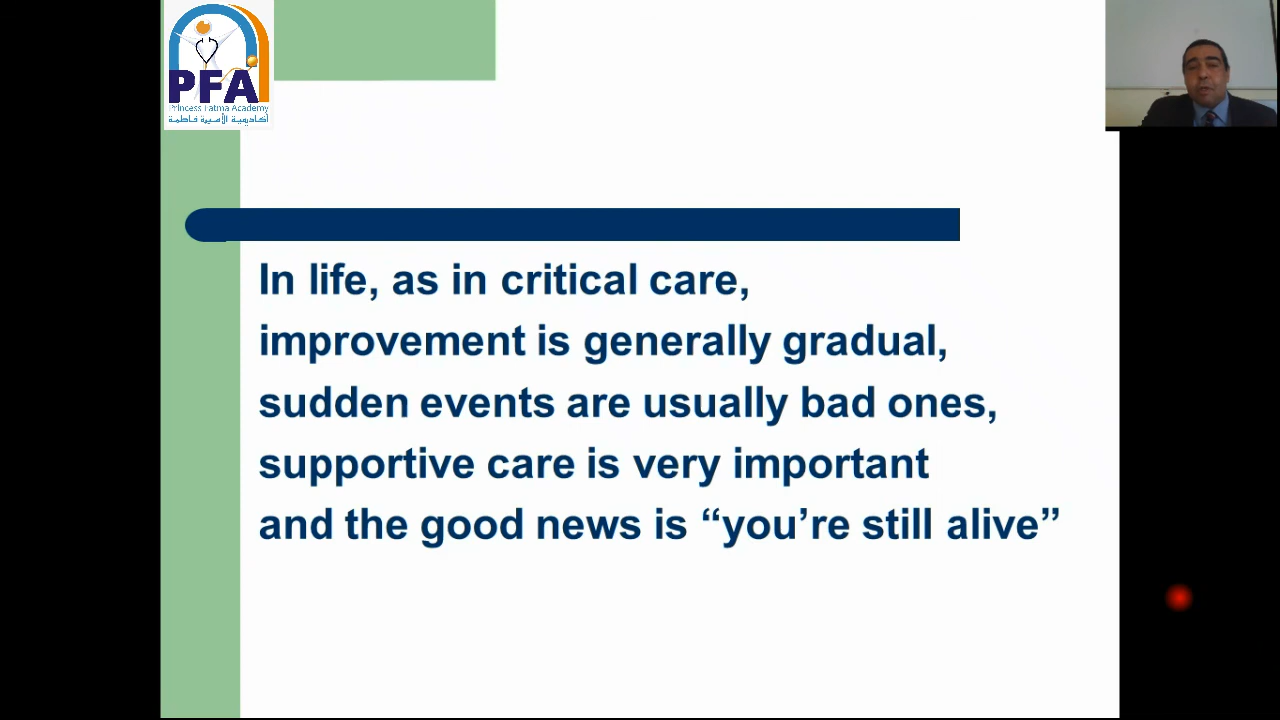 PFA
Princess Fatma Academy
أكاديمية الأميرة فاطمة
In life, as in critical care,
improvement is generally gradual,
sudden events are usually bad ones,
supportive care is very important
and the good news is “you’re still alive”